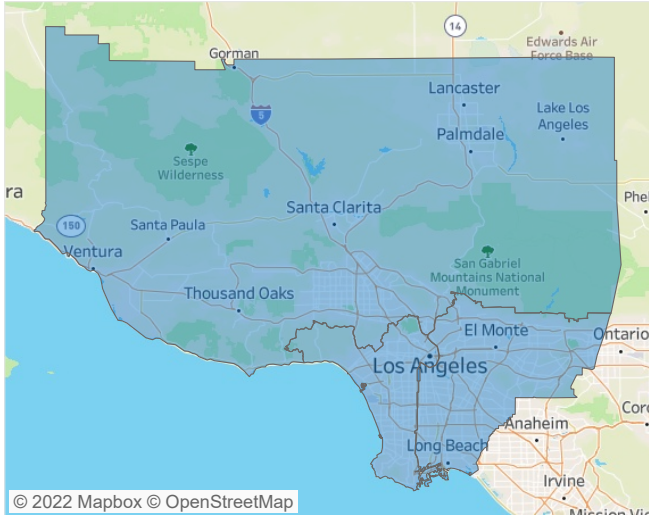 14
Gorman
Edwards Air
Force Base
Lancaster
5
Lake Los
Angeles
Palmdale
Sespe
Wilderness
ra
Phel
Santa Clarita
150
Santa Paula
Ventura
San Gabriel
Mountains National
Monument
Thousand Oaks
El Monte
Ontario
Los Angeles
Coro
Anaheim
Long Beach
Irvine
© 2022 Mapbox © OpenStreetMap
Mission Vi